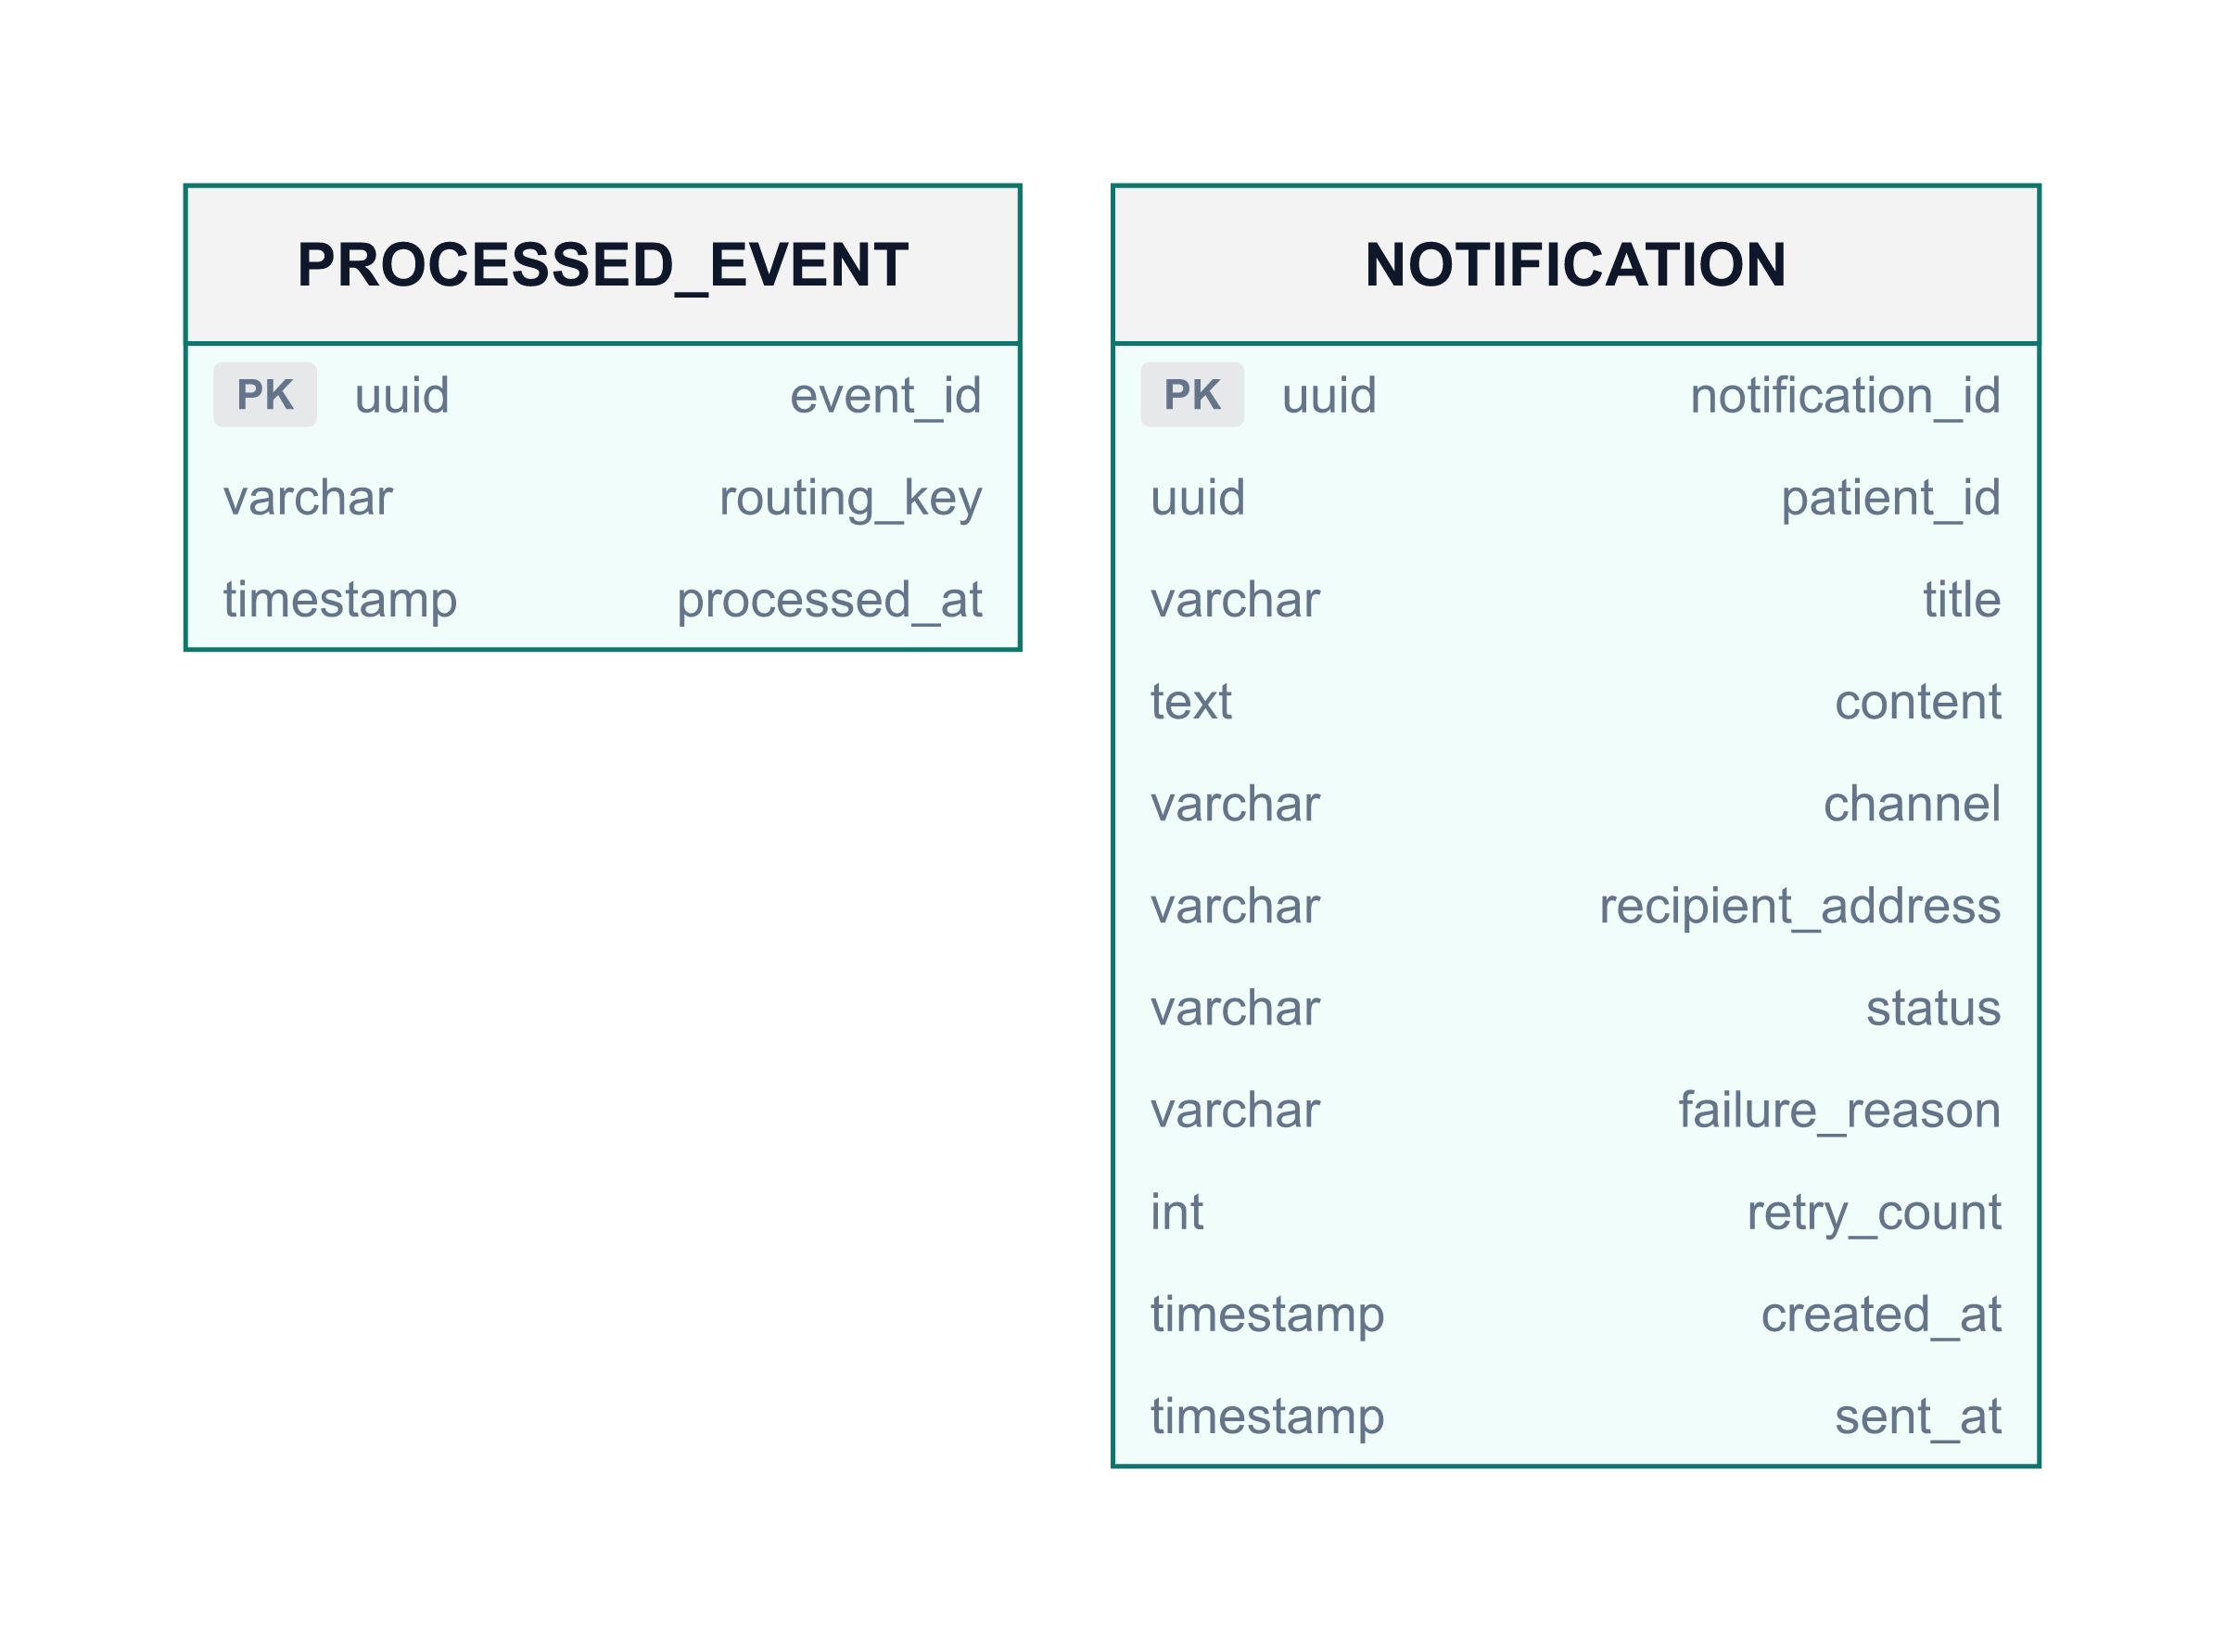 PROCESSED_EVENT
PK uuid event_id
varchar routing_key
timestamp processed_at
NOTIFICATION
PK uuid notification_id
uuid patient_id
varchar title
text content
varchar channel
varchar recipient_address
varchar status
varchar failure_reason
int retry_count
timestamp created_at
timestamp sent_at